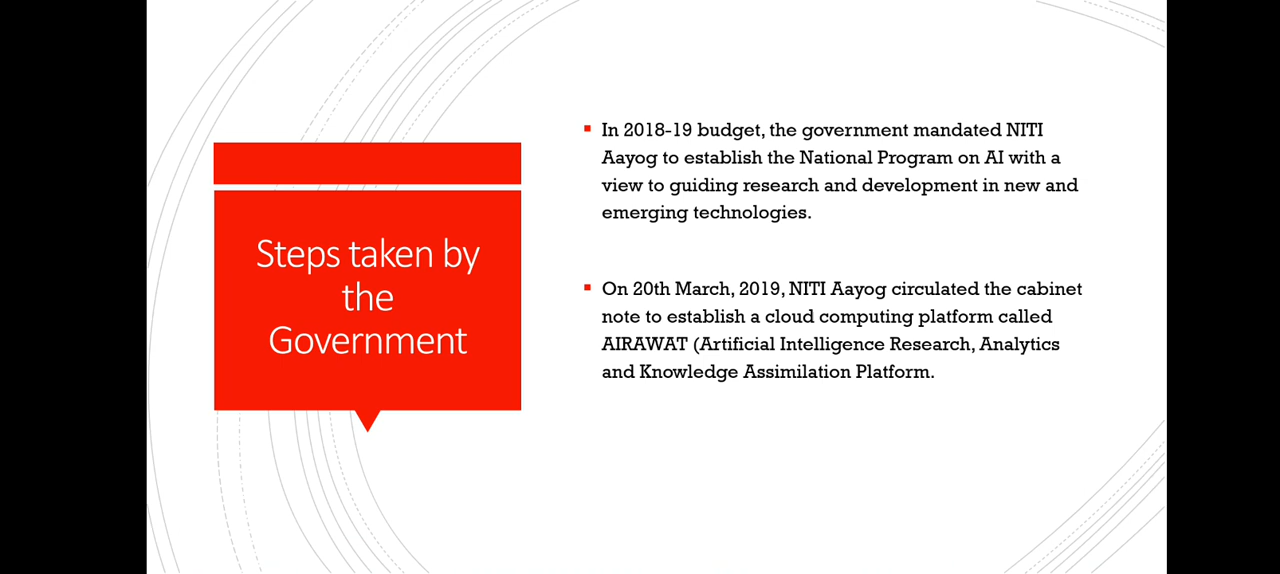 Steps taken by
the
Government
In 2018-19 budget, the government mandated NITI
Aayog to establish the National Program on AI with a
view to guiding research and development in new and
emerging technologies.
On 20th March, 2019, NITI Aayog circulated the cabinet
note to establish a cloud computing platform called
AIRAWAT (Artificial Intelligence Research, Analytics
and Knowledge Assimilation Platform.